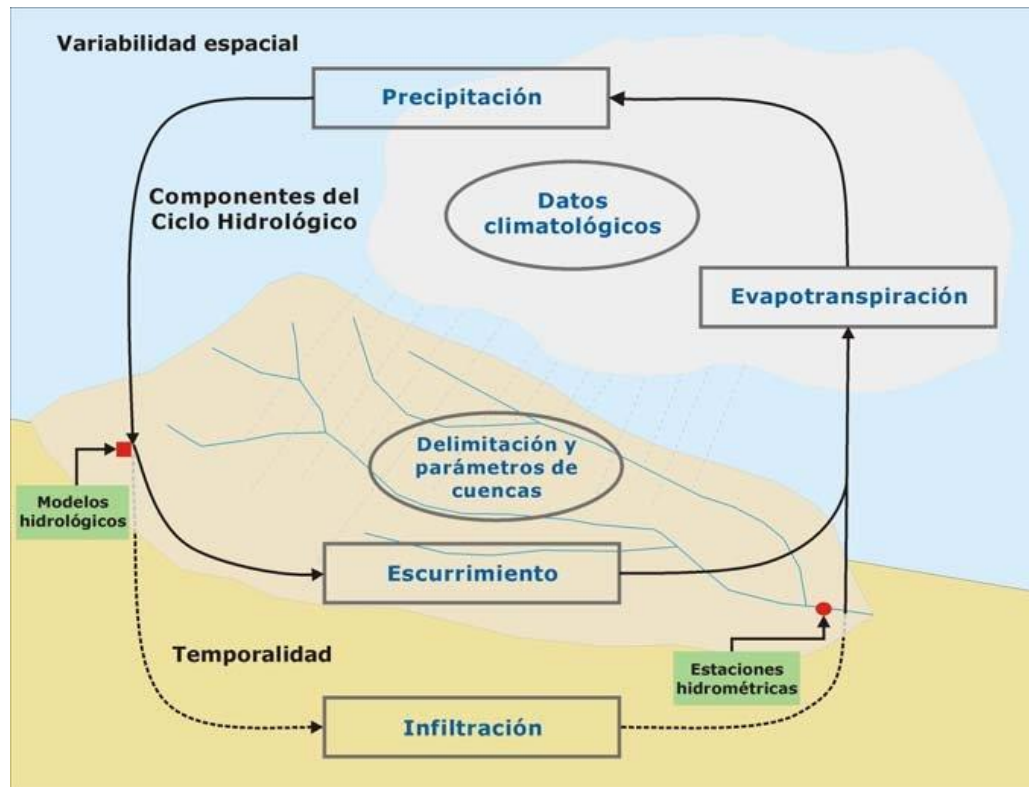 Variabilidad espacial
Precipitación
Componentes del
Ciclo Hidrológico
Datos
climatológicos
Evapotranspiración
Delimitación y
parámetros de
cuencas
Modelos
hidrológicos
Escurrimiento
Temporalidad
Estaciones
hidrométricas
Infiltración